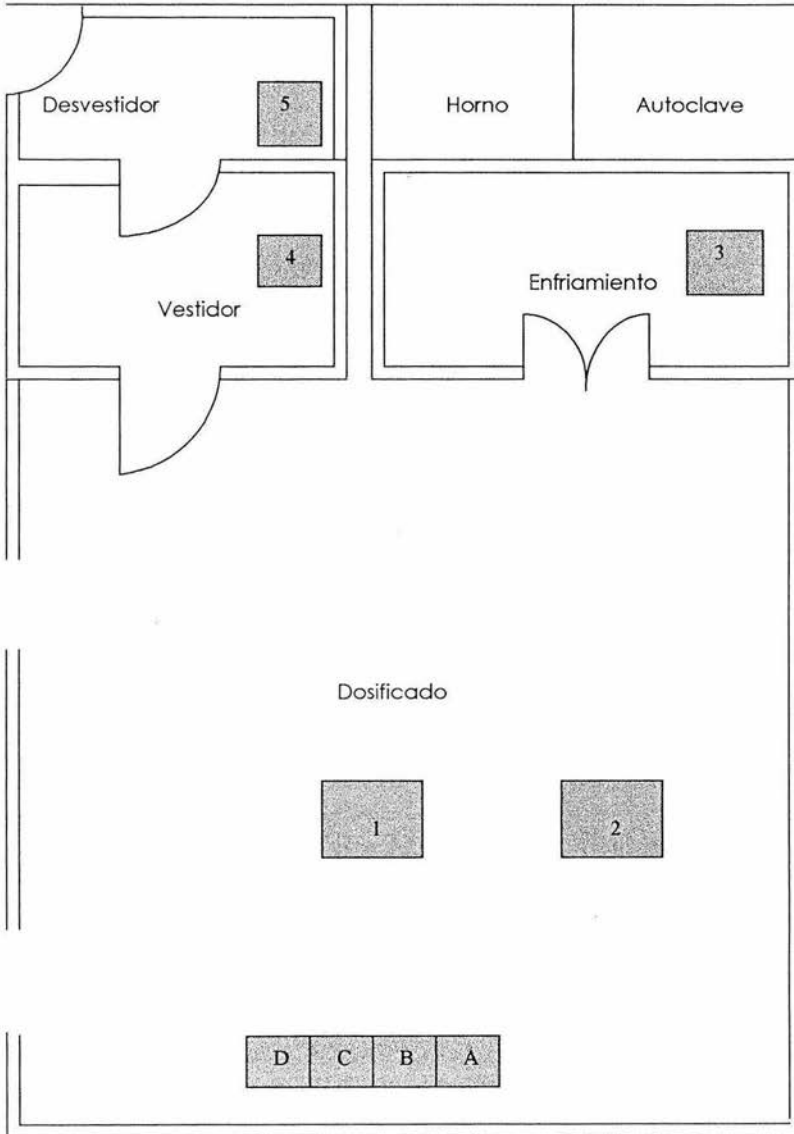 Desvestidor
5
Horno
Autoclave
4
Vestidor
3
Enfriamiento
Dosificado
1
2
D
C
B
A